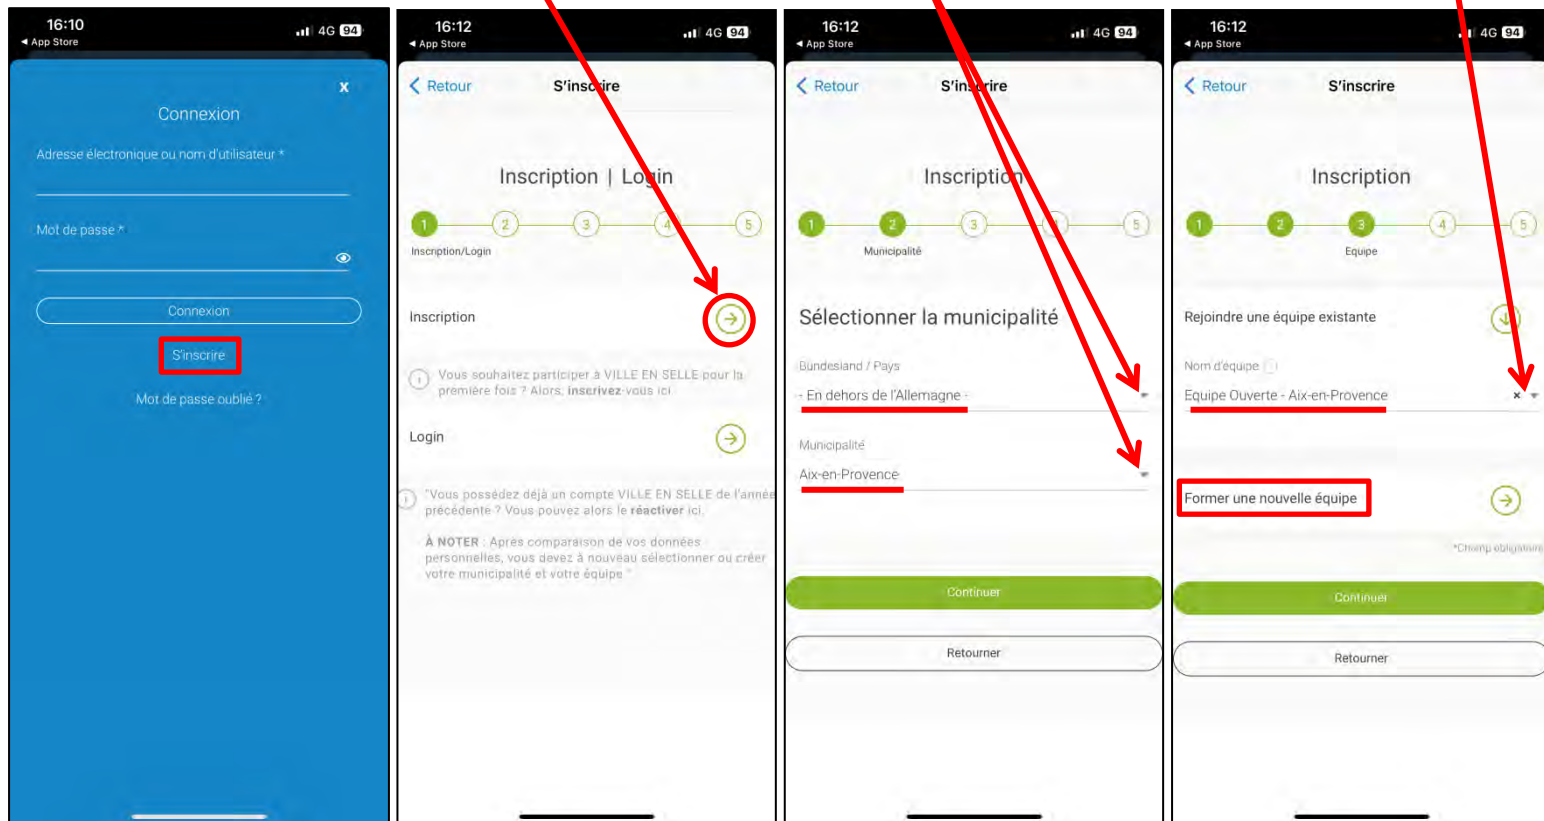 16:10
4G 94
◄ App Store
x
Connexion
Adresse électronique ou nom d'utilisateur *
Mot de passe *
Connexion
S'inscrire
Mot de passe oublié ?
16:12
4G 94
◄ App Store
Retour
S'inscrire
Inscription | Login
1 2 3 4 5
Inscription/Login
Inscription
Vous souhaitez participer à VILLE EN SELLE pour la
première fois ? Alors, inscrivez-vous ici.
Login
"Vous possédez déjà un compte VILLE EN SELLE de l'année
précédente ? Vous pouvez alors le réactiver ici.
À NOTER : Après comparaison de vos données
personnelles, vous devez à nouveau sélectionner ou créer
votre municipalité et votre équipe."
16:12
4G 94
◄ App Store
Retour
S'inscrire
Inscription
1 2 3 4 5
Municipalité
Sélectionner la municipalité
Bundesland / Pays
- En dehors de l'Allemagne -
Municipalité
Aix-en-Provence
Continuer
Retourner
16:12
4G 94
◄ App Store
Retour
S'inscrire
Inscription
1 2 3 4 5
Equipe
Rejoindre une équipe existante
Nom d'équipe
Equipe Ouverte - Aix-en-Provence
×
Former une nouvelle équipe
*Champ obligatoire
Continuer
Retourner